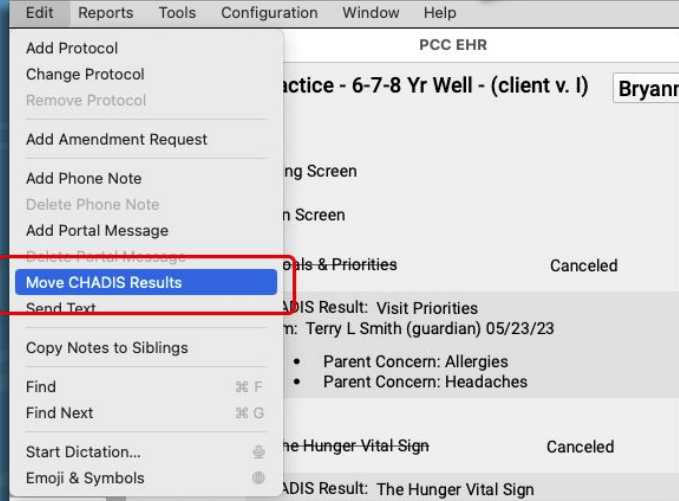 Edit Reports Tools Configuration Window Help
PCC EHR
Add Protocol
Change Protocol
Remove Protocol
Add Amendment Request
Add Phone Note
Delete Phone Note
Add Portal Message
Delete Portal Message
Move CHADIS Results
Send Text
Copy Notes to Siblings
Find ⌘ F
Find Next ⌘ G
Start Dictation...
Emoji & Symbols
actice - 6-7-8 Yr Well - (client v. I) Bryann
ng Screen
n Screen
oals & Priorities Canceled
ADIS Result: Visit Priorities
m: Terry L Smith (guardian) 05/23/23
• Parent Concern: Allergies
• Parent Concern: Headaches
he Hunger Vital Sign Canceled
ADIS Result: The Hunger Vital Sign